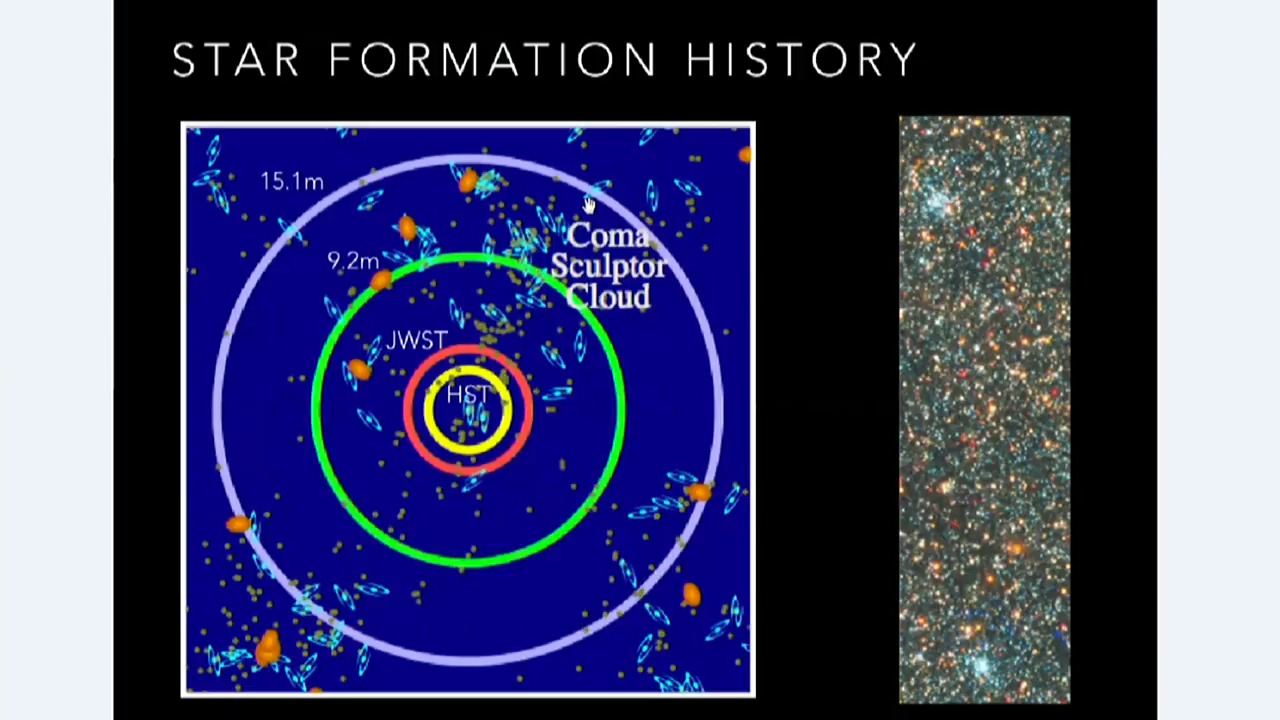 STAR FORMATION HISTORY
15.1m
Coma
Sculptor
Cloud
9.2m
JWST
HST